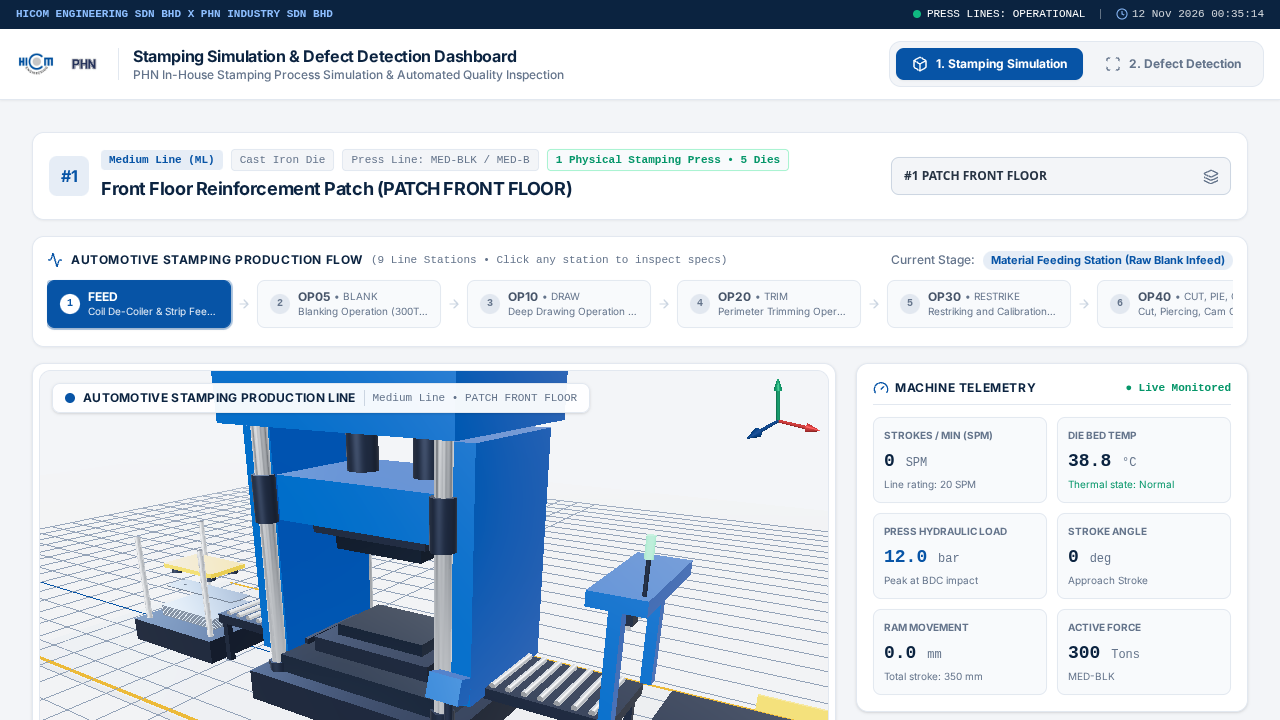 HICOM ENGINEERING SDN BHD X PHN INDUSTRY SDN BHD
PRESS LINES: OPERATIONAL | 12 Nov 2026 00:35:14
HICOM
PHN
Stamping Simulation & Defect Detection Dashboard
PHN In-House Stamping Process Simulation & Automated Quality Inspection
1. Stamping Simulation
2. Defect Detection
#1
Medium Line (ML)
Cast Iron Die
Press Line: MED-BLK / MED-B
1 Physical Stamping Press • 5 Dies
Front Floor Reinforcement Patch (PATCH FRONT FLOOR)
#1 PATCH FRONT FLOOR
AUTOMOTIVE STAMPING PRODUCTION FLOW (9 Line Stations • Click any station to inspect specs)
Current Stage: Material Feeding Station (Raw Blank Infeed)
1 FEED
Coil De-Coiler & Strip Fee...
2 OP05 • BLANK
Blanking Operation (300T...
3 OP10 • DRAW
Deep Drawing Operation ...
4 OP20 • TRIM
Perimeter Trimming Oper...
5 OP30 • RESTRIKE
Restriking and Calibration...
6 OP40 • CUT, PIE,
Cut, Piercing, Cam
AUTOMOTIVE STAMPING PRODUCTION LINE | Medium Line • PATCH FRONT FLOOR
MACHINE TELEMETRY
● Live Monitored
STROKES / MIN (SPM)
0 SPM
Line rating: 20 SPM
DIE BED TEMP
38.8 °C
Thermal state: Normal
PRESS HYDRAULIC LOAD
12.0 bar
Peak at BDC impact
STROKE ANGLE
0 deg
Approach Stroke
RAM MOVEMENT
0.0 mm
Total stroke: 350 mm
ACTIVE FORCE
300 Tons
MED-BLK